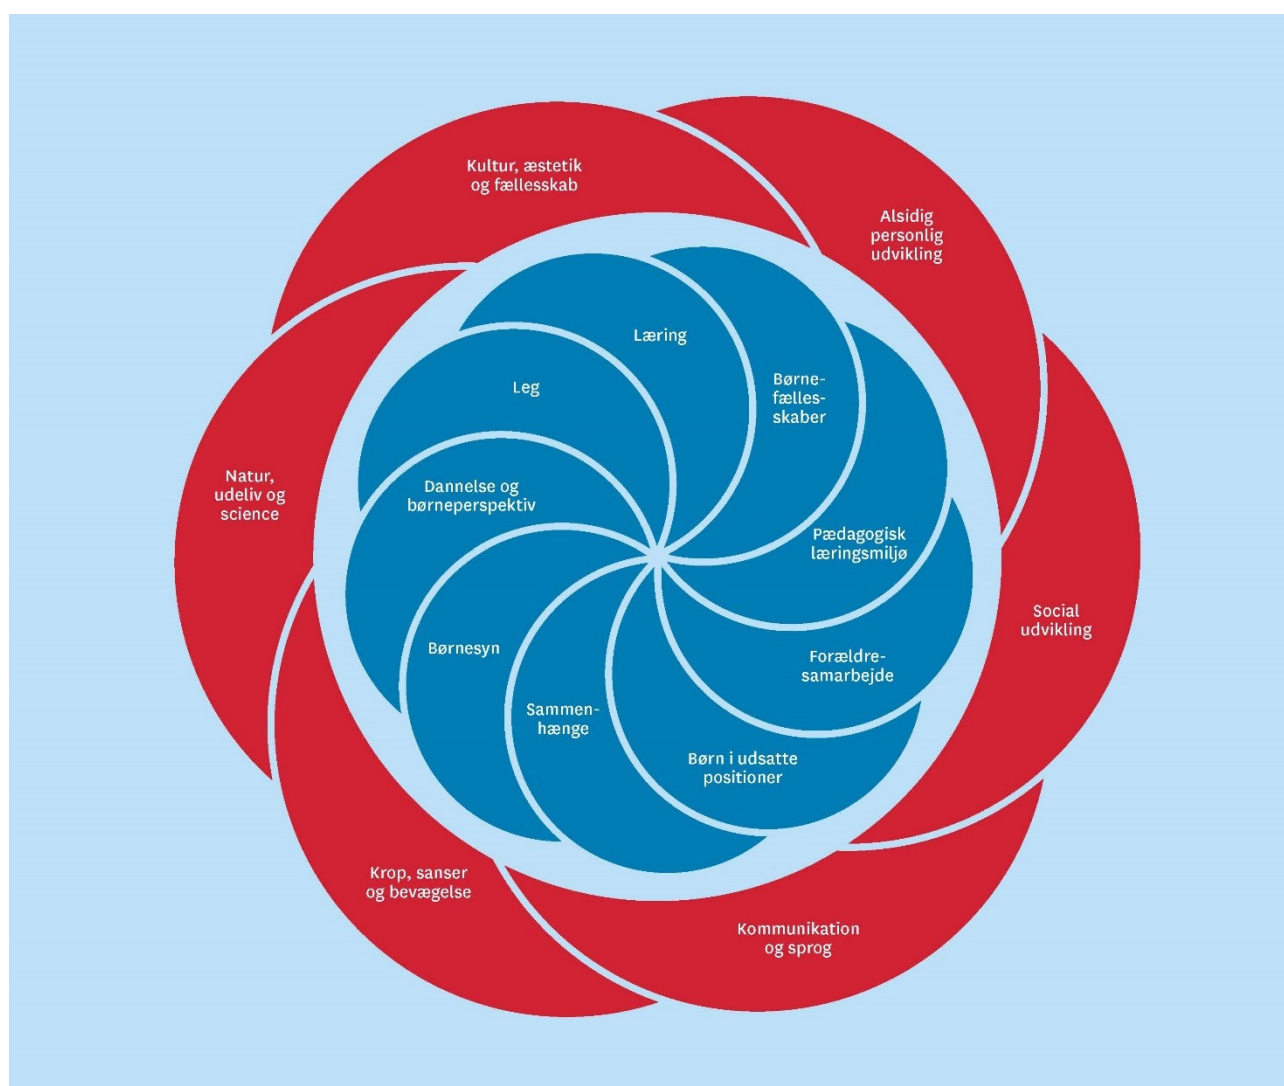 Kultur, æstetik
og fællesskab
Alsidig
personlig
udvikling
Læring
Børne-
fælles-
skaber
Leg
Natur,
udeliv og
science
Dannelse og
børneperspektiv
Pædagogisk
læringsmiljø
Social
udvikling
Børnesyn
Forældre-
samarbejde
Sammen-
hænge
Børn i udsatte
positioner
Krop, sanser
og bevægelse
Kommunikation
og sprog